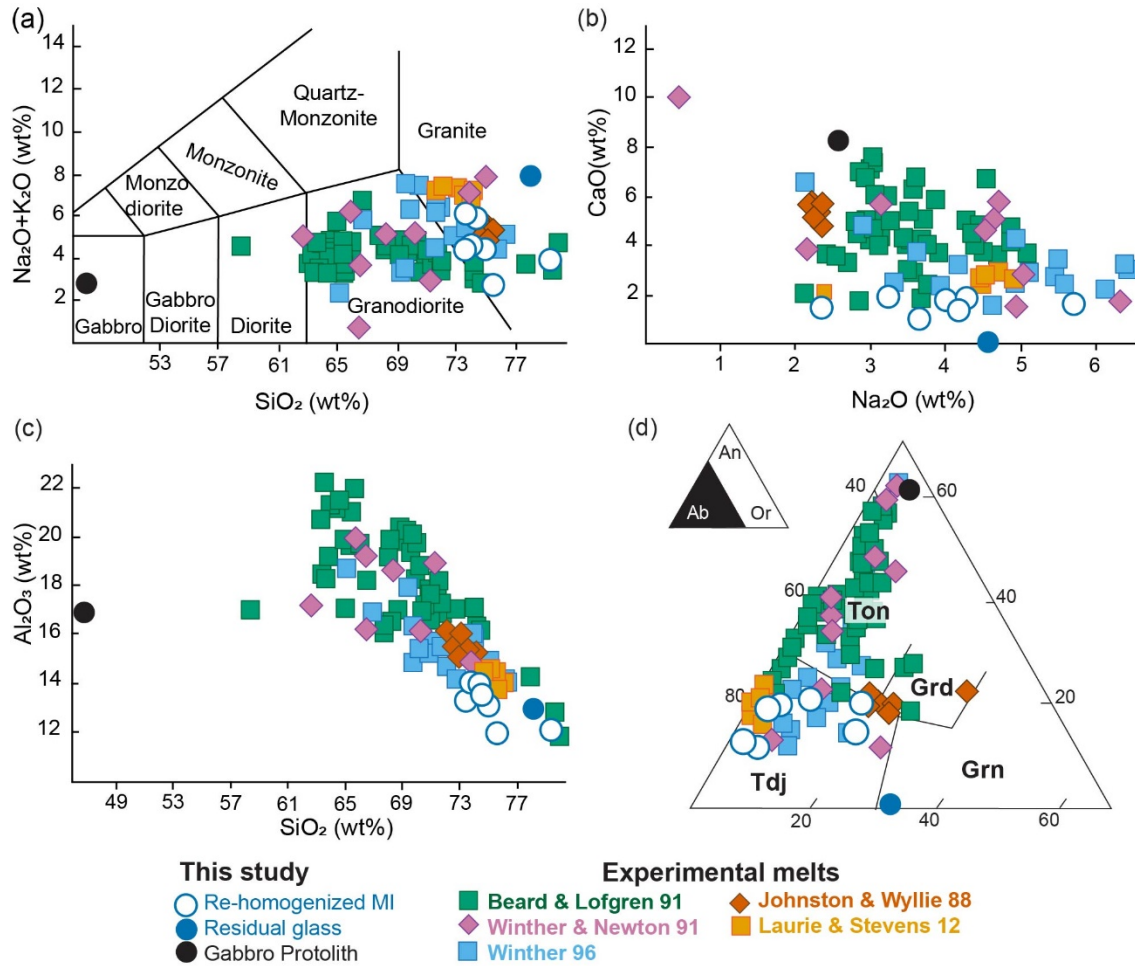 (a)
14
12
10
8
6
4
2
Na₂O+K₂O (wt%)
Quartz-
Monzonite
Granite
Monzonite
Monzo
diorite
Gabbro
Gabbro
Diorite
Diorite
Granodiorite
53 57 61 65 69 73 77
SiO₂ (wt%)
(b)
12
10
8
6
4
2
CaO(wt%)
1 2 3 4 5 6
Na₂O (wt%)
(c)
22
20
18
16
14
12
Al₂O₃ (wt%)
49 53 57 61 65 69 73 77
SiO₂ (wt%)
(d)
An
Ab
Or
40
60
60
40
Ton
80
Grd
20
Tdj
Grn
20
40
60
This study
Re-homogenized MI
Residual glass
Gabbro Protolith
Experimental melts
Beard & Lofgren 91
Winther & Newton 91
Winther 96
Johnston & Wyllie 88
Laurie & Stevens 12